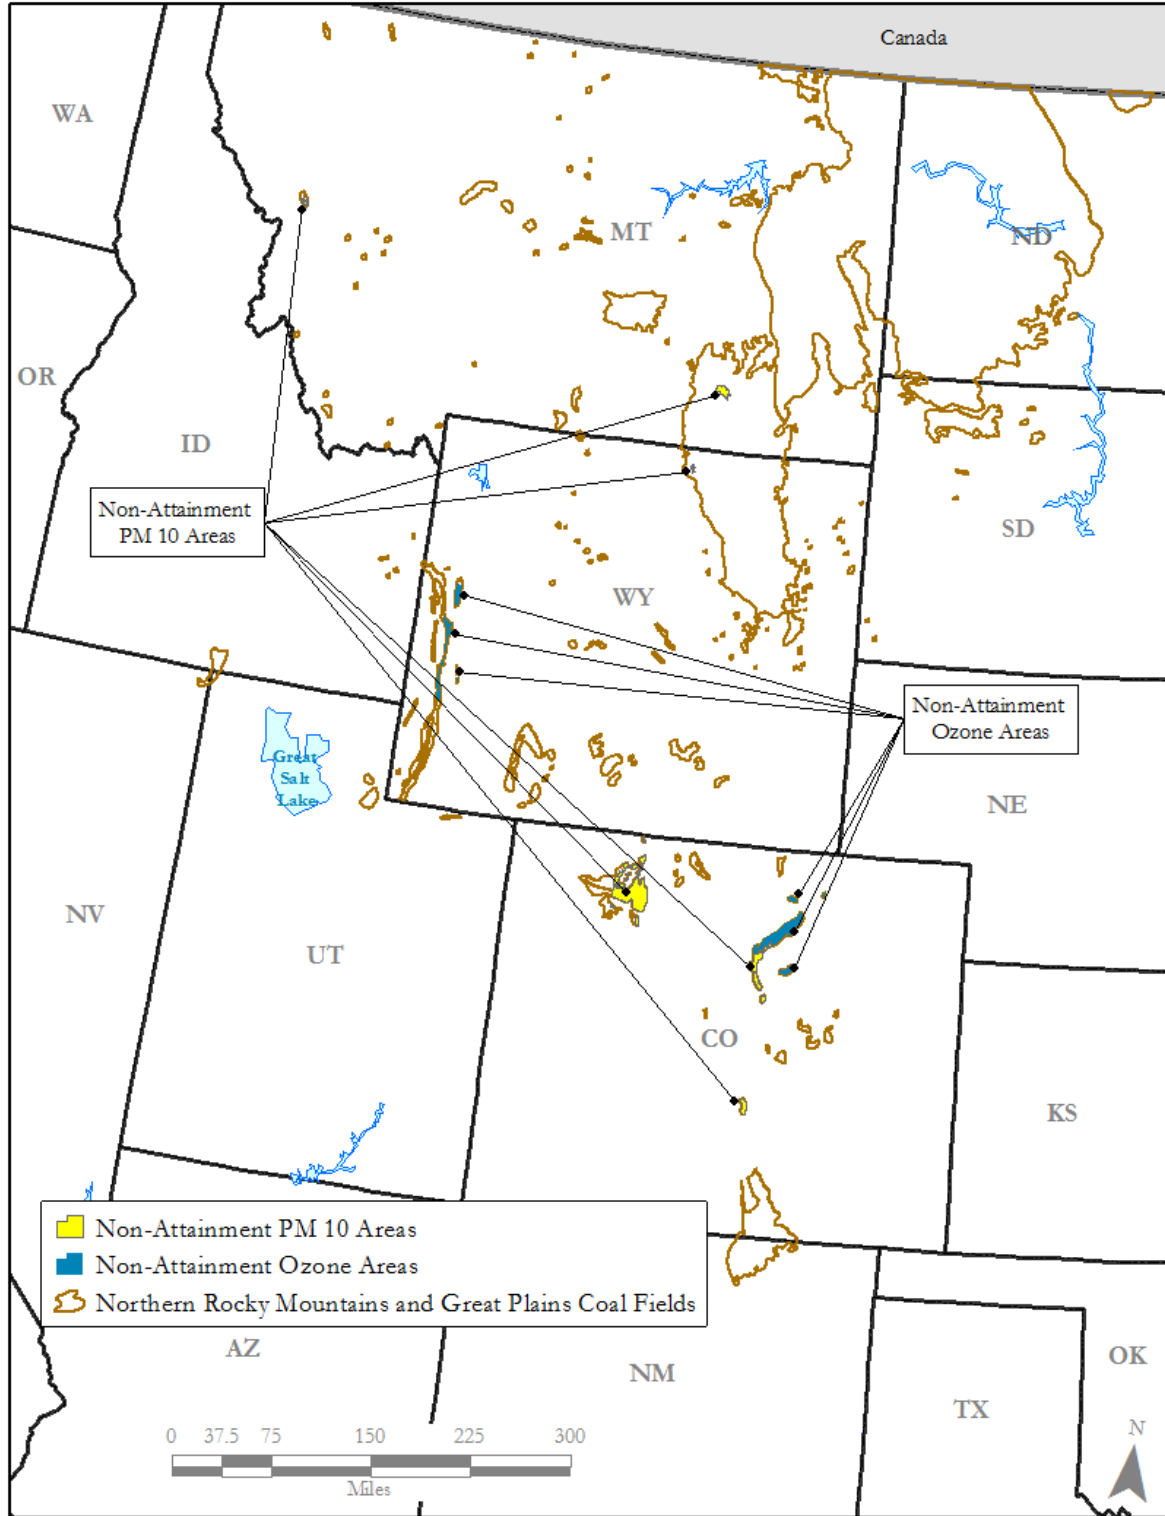 Canada
WA
MT
ND
OR
ID
Non-Attainment
PM 10 Areas
SD
WY
Non-Attainment
Ozone Areas
Great
Salt
Lake
NE
NV
UT
CO
KS
Non-Attainment PM 10 Areas
Non-Attainment Ozone Areas
Northern Rocky Mountains and Great Plains Coal Fields
AZ
NM
TX
OK
0 37.5 75 150 225 300
Miles
N